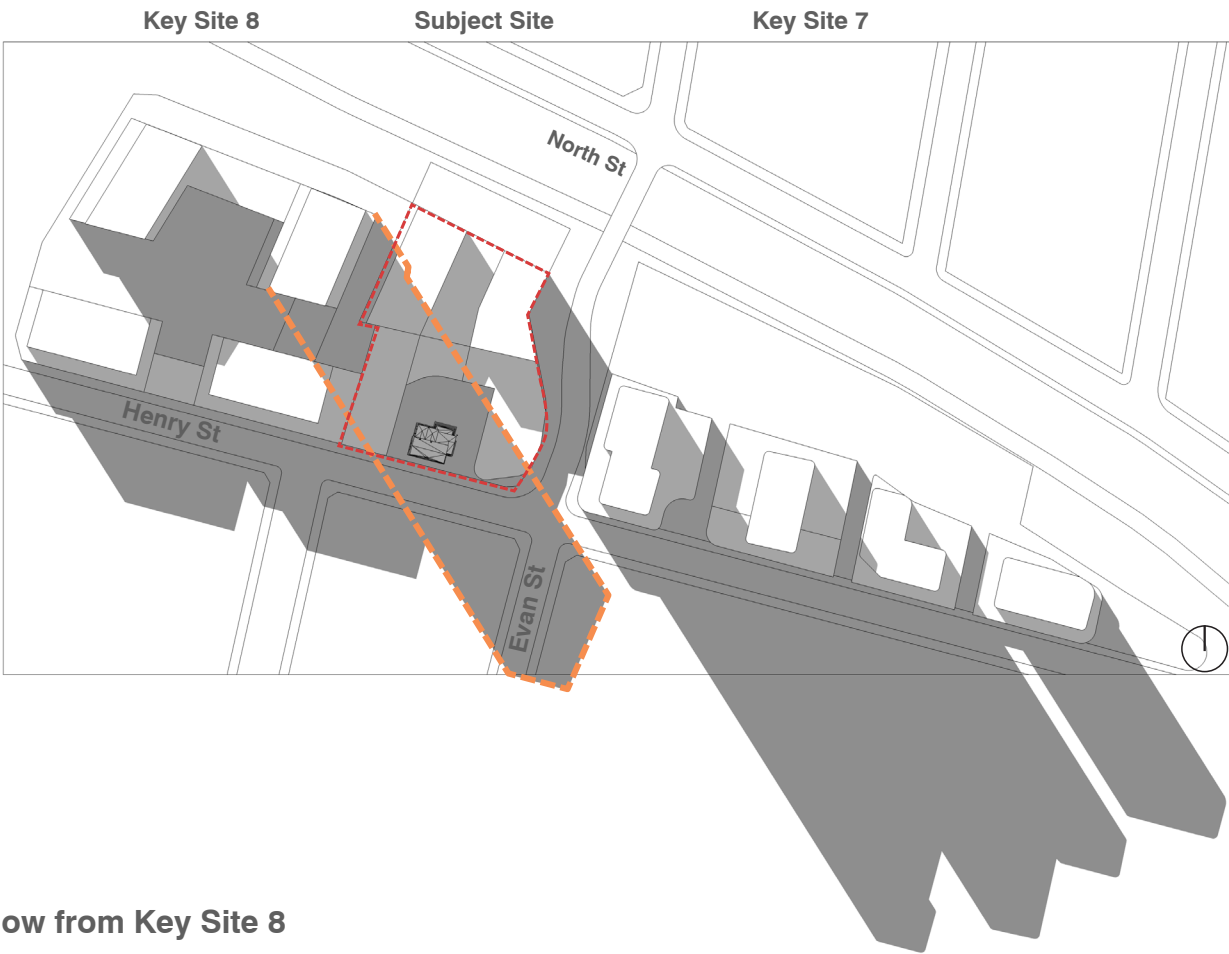 Key Site 8
Subject Site
Key Site 7
North St
Henry St
Evan St
ow from Key Site 8